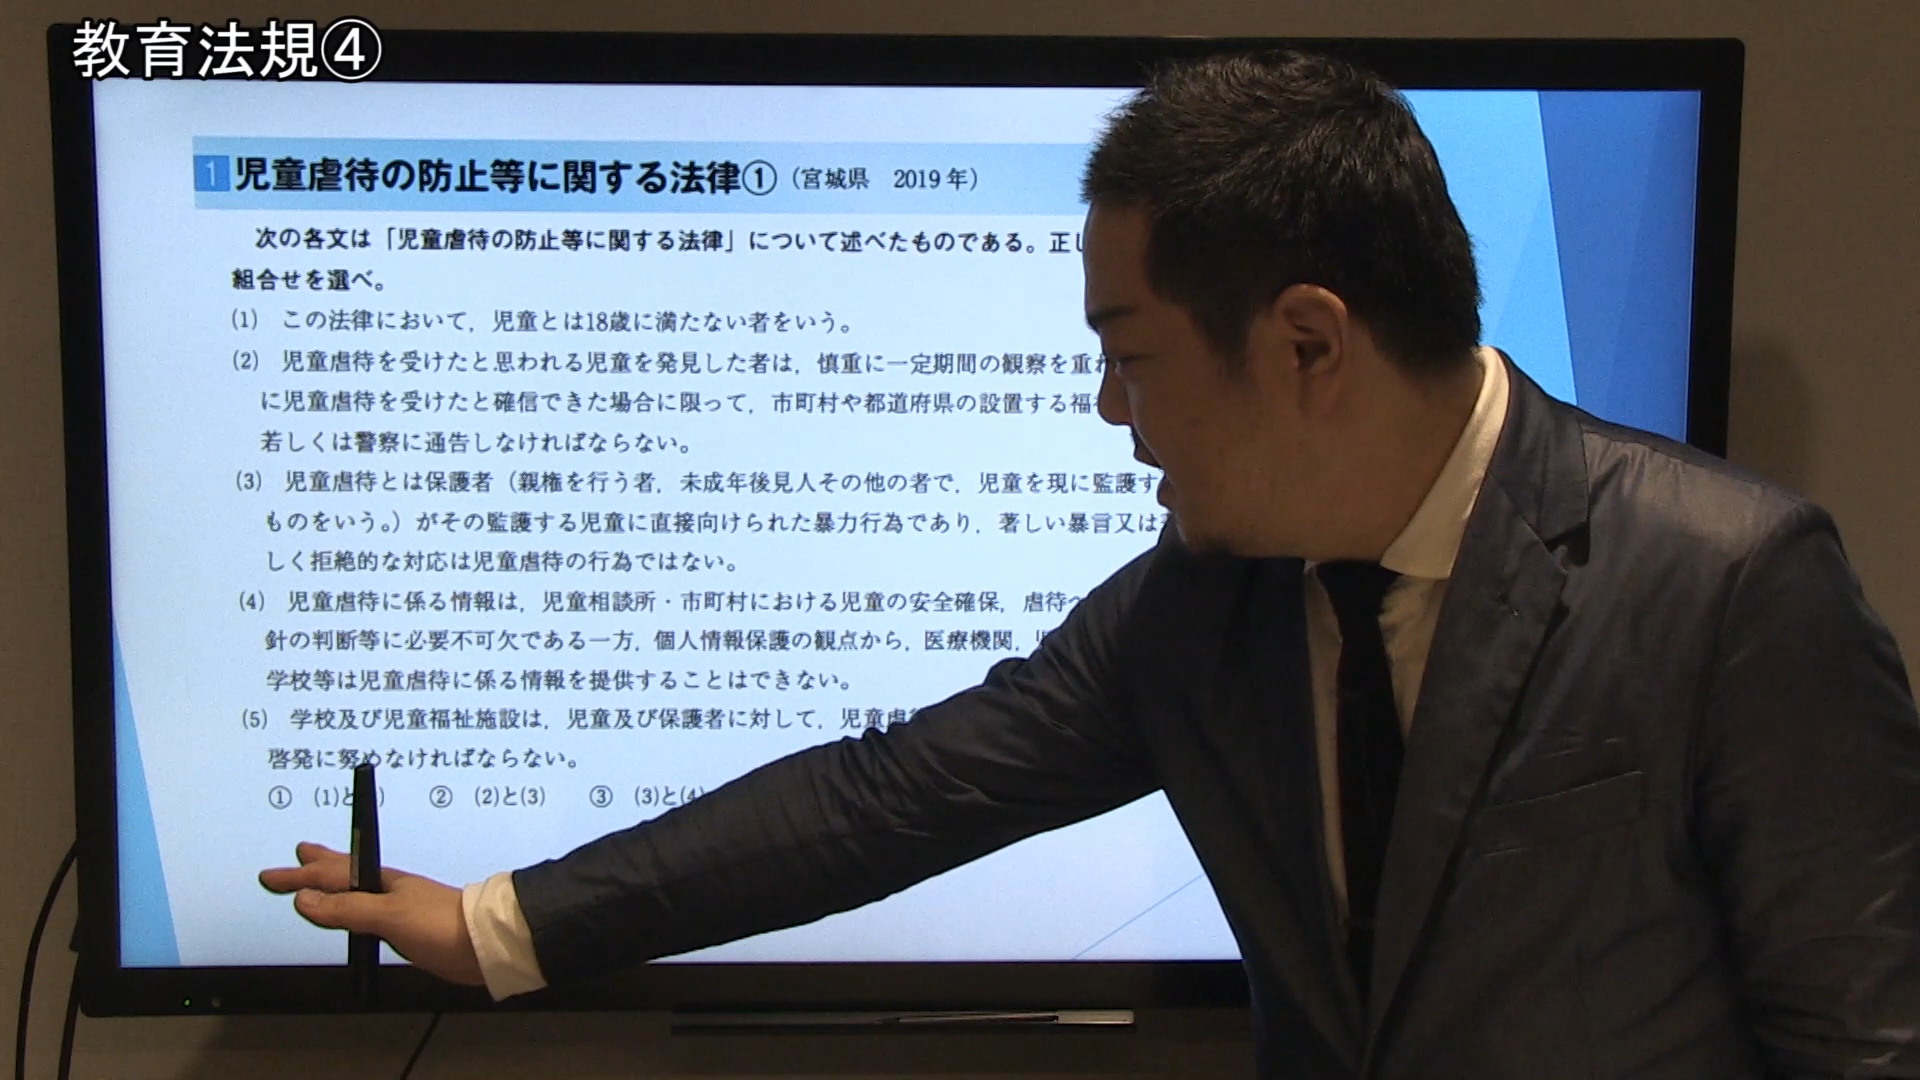 教育法規④
1 児童虐待の防止等に関する法律①（宮城県　2019年）
次の各文は「児童虐待の防止等に関する法律」について述べたものである。正し
組合せを選べ。
(1)　この法律において，児童とは18歳に満たない者をいう。
(2)　児童虐待を受けたと思われる児童を発見した者は，慎重に一定期間の観察を重ね
に児童虐待を受けたと確信できた場合に限って，市町村や都道府県の設置する福祉
若しくは警察に通告しなければならない。
(3)　児童虐待とは保護者（親権を行う者，未成年後見人その他の者で，児童を現に監護す
ものをいう。）がその監護する児童に直接向けられた暴力行為であり，著しい暴言又は
しく拒絶的な対応は児童虐待の行為ではない。
(4)　児童虐待に係る情報は，児童相談所・市町村における児童の安全確保，虐待へ
針の判断等に必要不可欠である一方，個人情報保護の観点から，医療機関，
学校等は児童虐待に係る情報を提供することはできない。
(5)　学校及び児童福祉施設は，児童及び保護者に対して，児童虐
啓発に努めなければならない。
①　(1)と　)　②　(2)と(3)　③　(3)と(4)